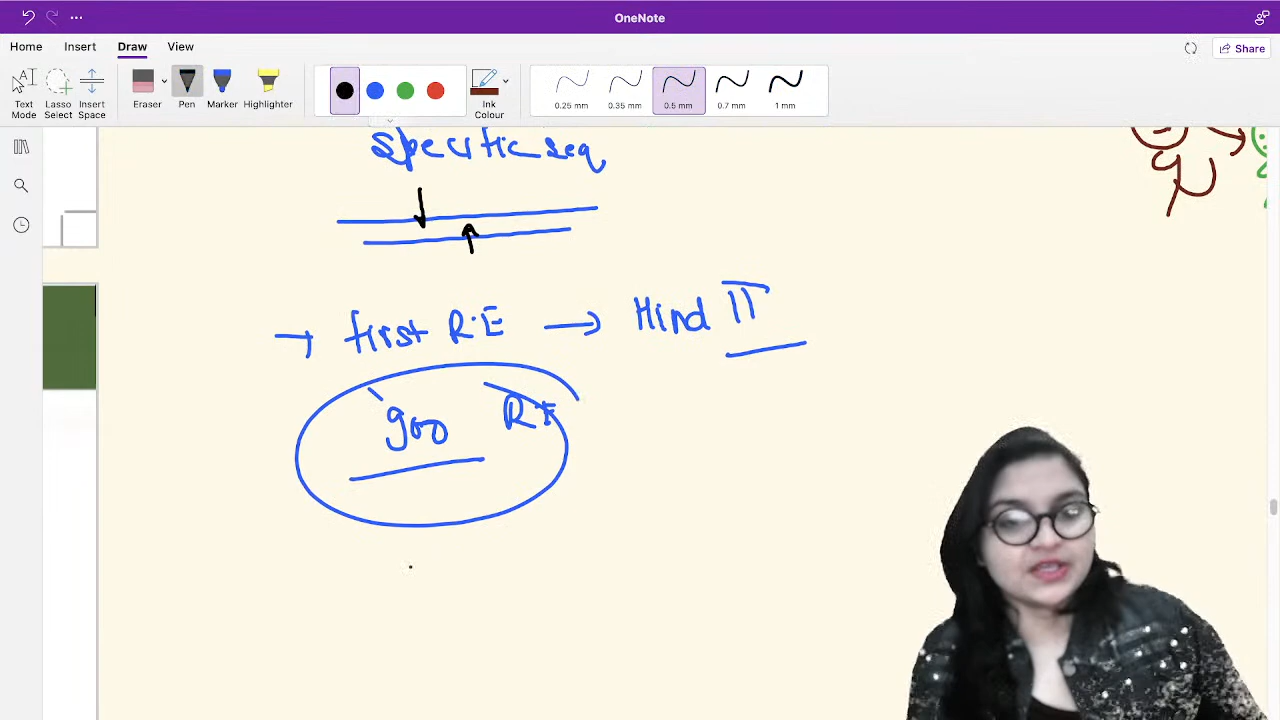 OneNote
Home Insert Draw View
Share
Text Mode
Lasso Select
Insert Space
Eraser
Pen
Marker
Highlighter
Ink Colour
0.25 mm
0.35 mm
0.5 mm
0.7 mm
1 mm
Specific seq
→ first R.E → Hind II
900 RE